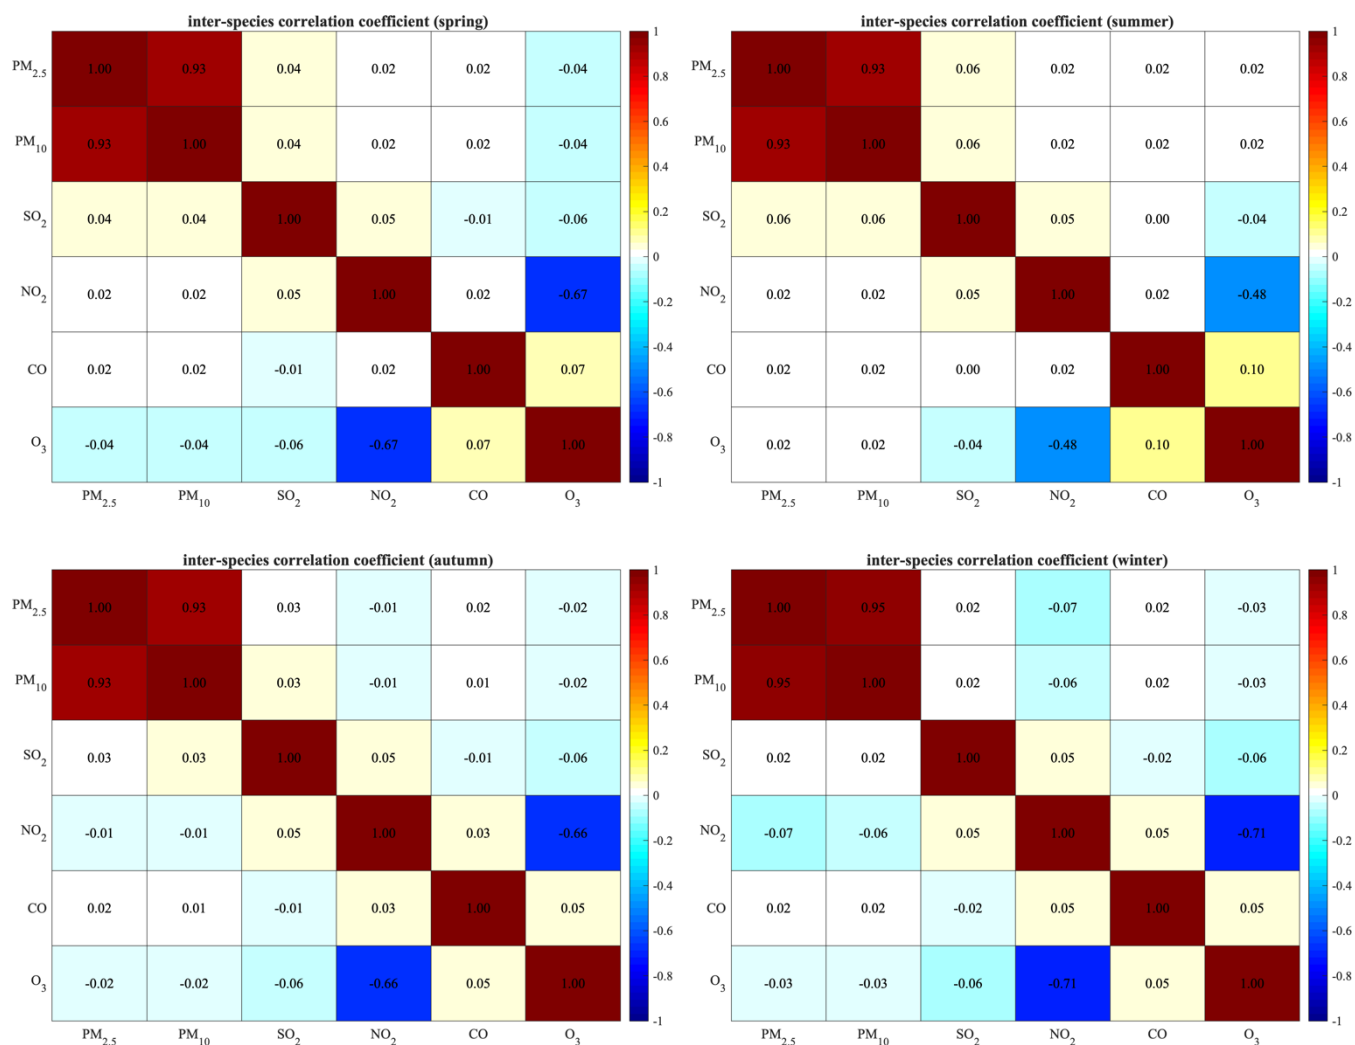 inter-species correlation coefficient (spring)
PM2.5 1.00 0.93 0.04 0.02 0.02 -0.04
PM10 0.93 1.00 0.04 0.02 0.02 -0.04
SO2 0.04 0.04 1.00 0.05 -0.01 -0.06
NO2 0.02 0.02 0.05 1.00 0.02 -0.67
CO 0.02 0.02 -0.01 0.02 1.00 0.07
O3 -0.04 -0.04 -0.06 -0.67 0.07 1.00
PM2.5 PM10 SO2 NO2 CO O3
1
0.8
0.6
0.4
0.2
0
-0.2
-0.4
-0.6
-0.8
-1
inter-species correlation coefficient (summer)
PM2.5 1.00 0.93 0.06 0.02 0.02 0.02
PM10 0.93 1.00 0.06 0.02 0.02 0.02
SO2 0.06 0.06 1.00 0.05 0.00 -0.04
NO2 0.02 0.02 0.05 1.00 0.02 -0.48
CO 0.02 0.02 0.00 0.02 1.00 0.10
O3 0.02 0.02 -0.04 -0.48 0.10 1.00
PM2.5 PM10 SO2 NO2 CO O3
1
0.8
0.6
0.4
0.2
0
-0.2
-0.4
-0.6
-0.8
-1
inter-species correlation coefficient (autumn)
PM2.5 1.00 0.93 0.03 -0.01 0.02 -0.02
PM10 0.93 1.00 0.03 -0.01 0.01 -0.02
SO2 0.03 0.03 1.00 0.05 -0.01 -0.06
NO2 -0.01 -0.01 0.05 1.00 0.03 -0.66
CO 0.02 0.01 -0.01 0.03 1.00 0.05
O3 -0.02 -0.02 -0.06 -0.66 0.05 1.00
PM2.5 PM10 SO2 NO2 CO O3
1
0.8
0.6
0.4
0.2
0
-0.2
-0.4
-0.6
-0.8
-1
inter-species correlation coefficient (winter)
PM2.5 1.00 0.95 0.02 -0.07 0.02 -0.03
PM10 0.95 1.00 0.02 -0.06 0.02 -0.03
SO2 0.02 0.02 1.00 0.05 -0.02 -0.06
NO2 -0.07 -0.06 0.05 1.00 0.05 -0.71
CO 0.02 0.02 -0.02 0.05 1.00 0.05
O3 -0.03 -0.03 -0.06 -0.71 0.05 1.00
PM2.5 PM10 SO2 NO2 CO O3
1
0.8
0.6
0.4
0.2
0
-0.2
-0.4
-0.6
-0.8
-1